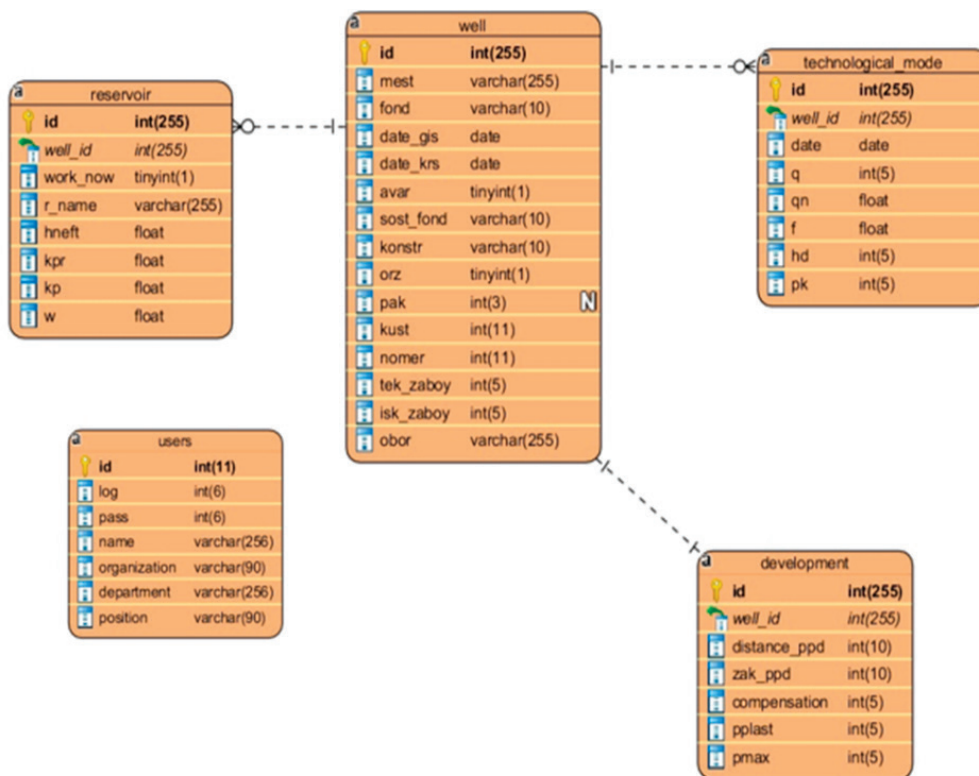 well
id int(255)
mest varchar(255)
fond varchar(10)
date_gis date
date_krs date
avar tinyint(1)
sost_fond varchar(10)
konstr varchar(10)
orz tinyint(1)
pak int(3) N
kust int(11)
nomer int(11)
tek_zaboy int(5)
isk_zaboy int(5)
obor varchar(255)
reservoir
id int(255)
well_id int(255)
work_now tinyint(1)
r_name varchar(255)
hneft float
kpr float
kp float
w float
technological_mode
id int(255)
well_id int(255)
date date
q int(5)
qn float
f float
hd int(5)
pk int(5)
users
id int(11)
log int(6)
pass int(6)
name varchar(256)
organization varchar(90)
department varchar(256)
position varchar(90)
development
id int(255)
well_id int(255)
distance_ppd int(10)
zak_ppd int(10)
compensation int(5)
pplast int(5)
pmax int(5)